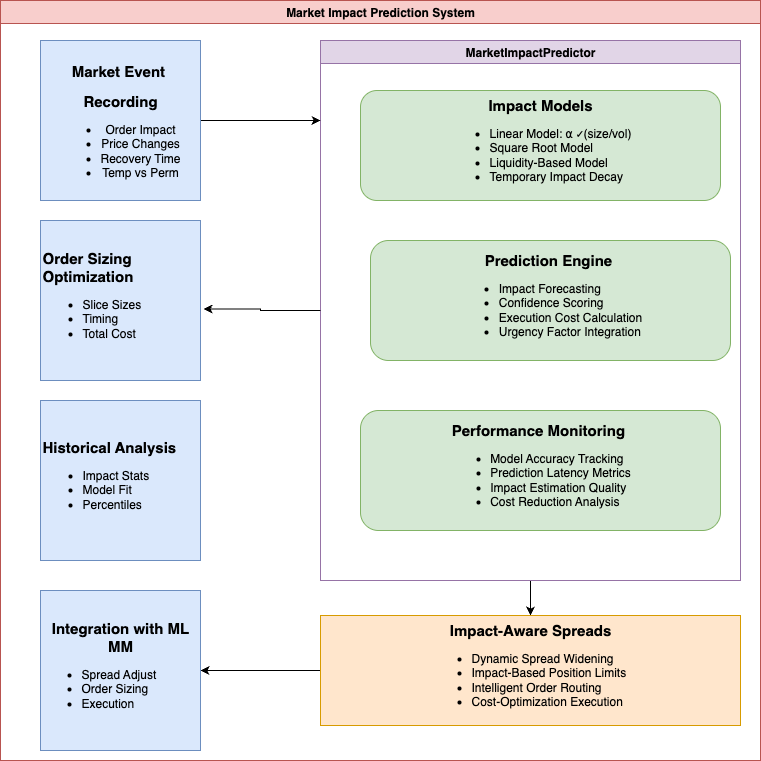 Market Impact Prediction System
Market Event
Recording
• Order Impact
• Price Changes
• Recovery Time
• Temp vs Perm
MarketImpactPredictor
Impact Models
• Linear Model: α ✓(size/vol)
• Square Root Model
• Liquidity-Based Model
• Temporary Impact Decay
Order Sizing
Optimization
• Slice Sizes
• Timing
• Total Cost
Prediction Engine
• Impact Forecasting
• Confidence Scoring
• Execution Cost Calculation
• Urgency Factor Integration
Historical Analysis
• Impact Stats
• Model Fit
• Percentiles
Performance Monitoring
• Model Accuracy Tracking
• Prediction Latency Metrics
• Impact Estimation Quality
• Cost Reduction Analysis
Integration with ML
MM
• Spread Adjust
• Order Sizing
• Execution
Impact-Aware Spreads
• Dynamic Spread Widening
• Impact-Based Position Limits
• Intelligent Order Routing
• Cost-Optimization Execution